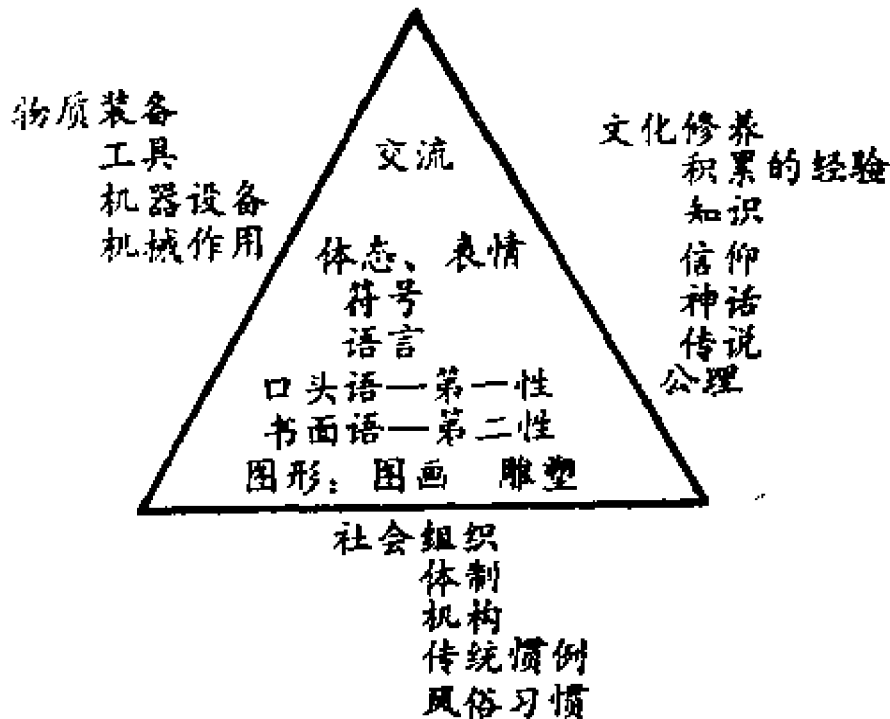 物质装备
工具
机器设备
机械作用
交流
体态、表情
符号
语言
口头语—第一性
书面语—第二性
图形：图画 雕塑
文化修养
积累的经验
知识
信仰
神话
传说
公理
社会组织
体制
机构
传统惯例
风俗习惯